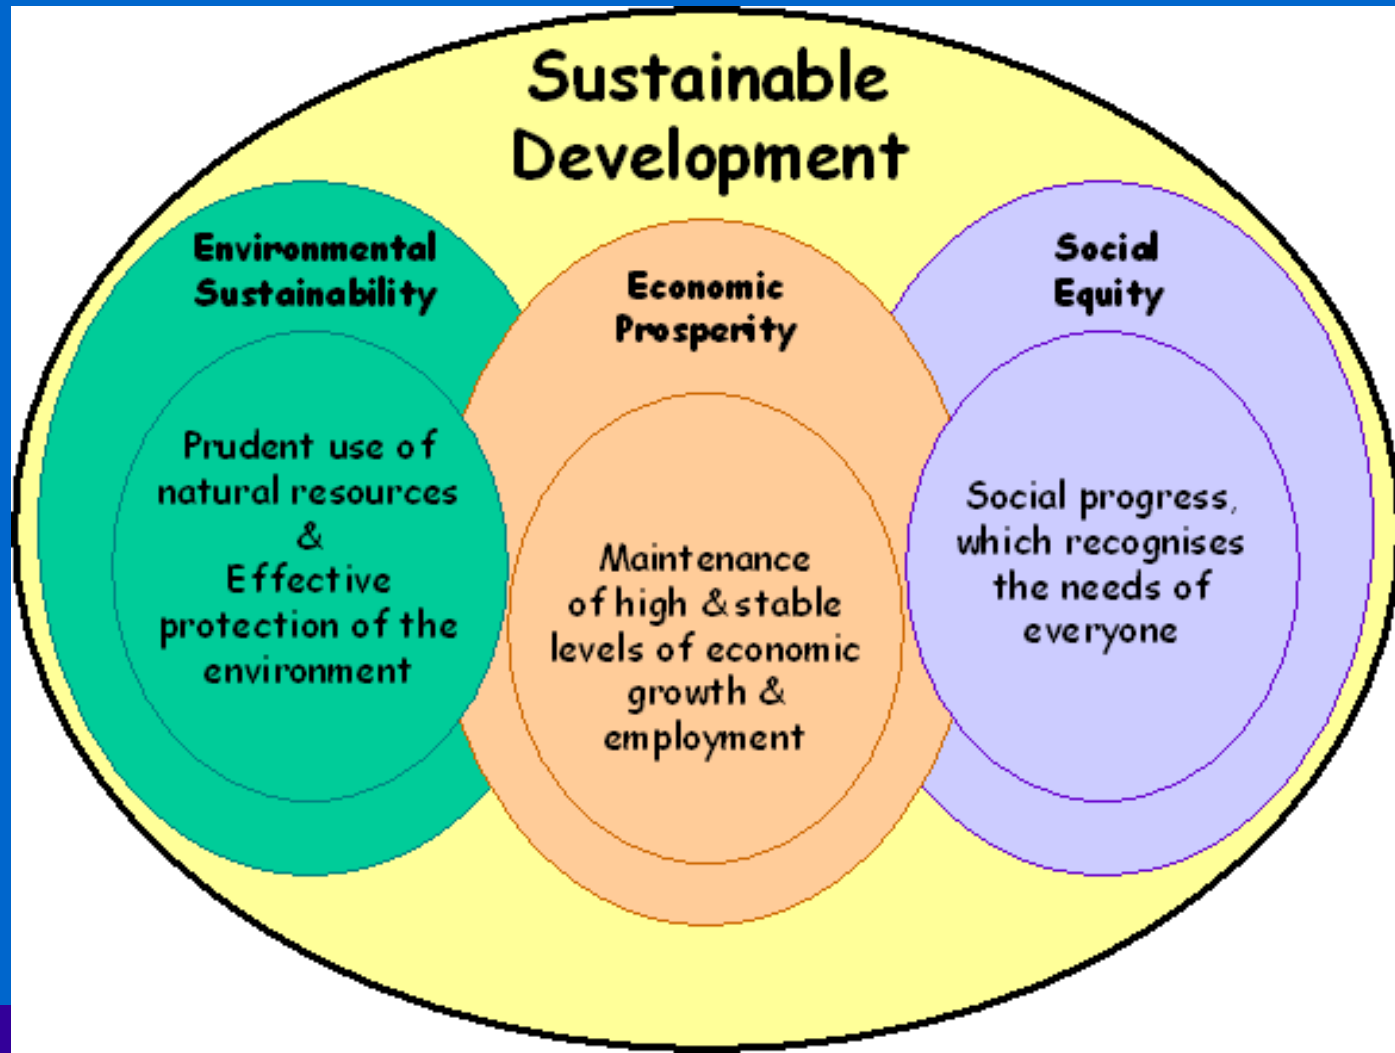 Sustainable
Development
Environmental
Sustainability
Prudent use of
natural resources
&
Effective
protection of the
environment
Economic
Prosperity
Maintenance
of high & stable
levels of economic
growth &
employment
Social
Equity
Social progress,
which recognises
the needs of
everyone